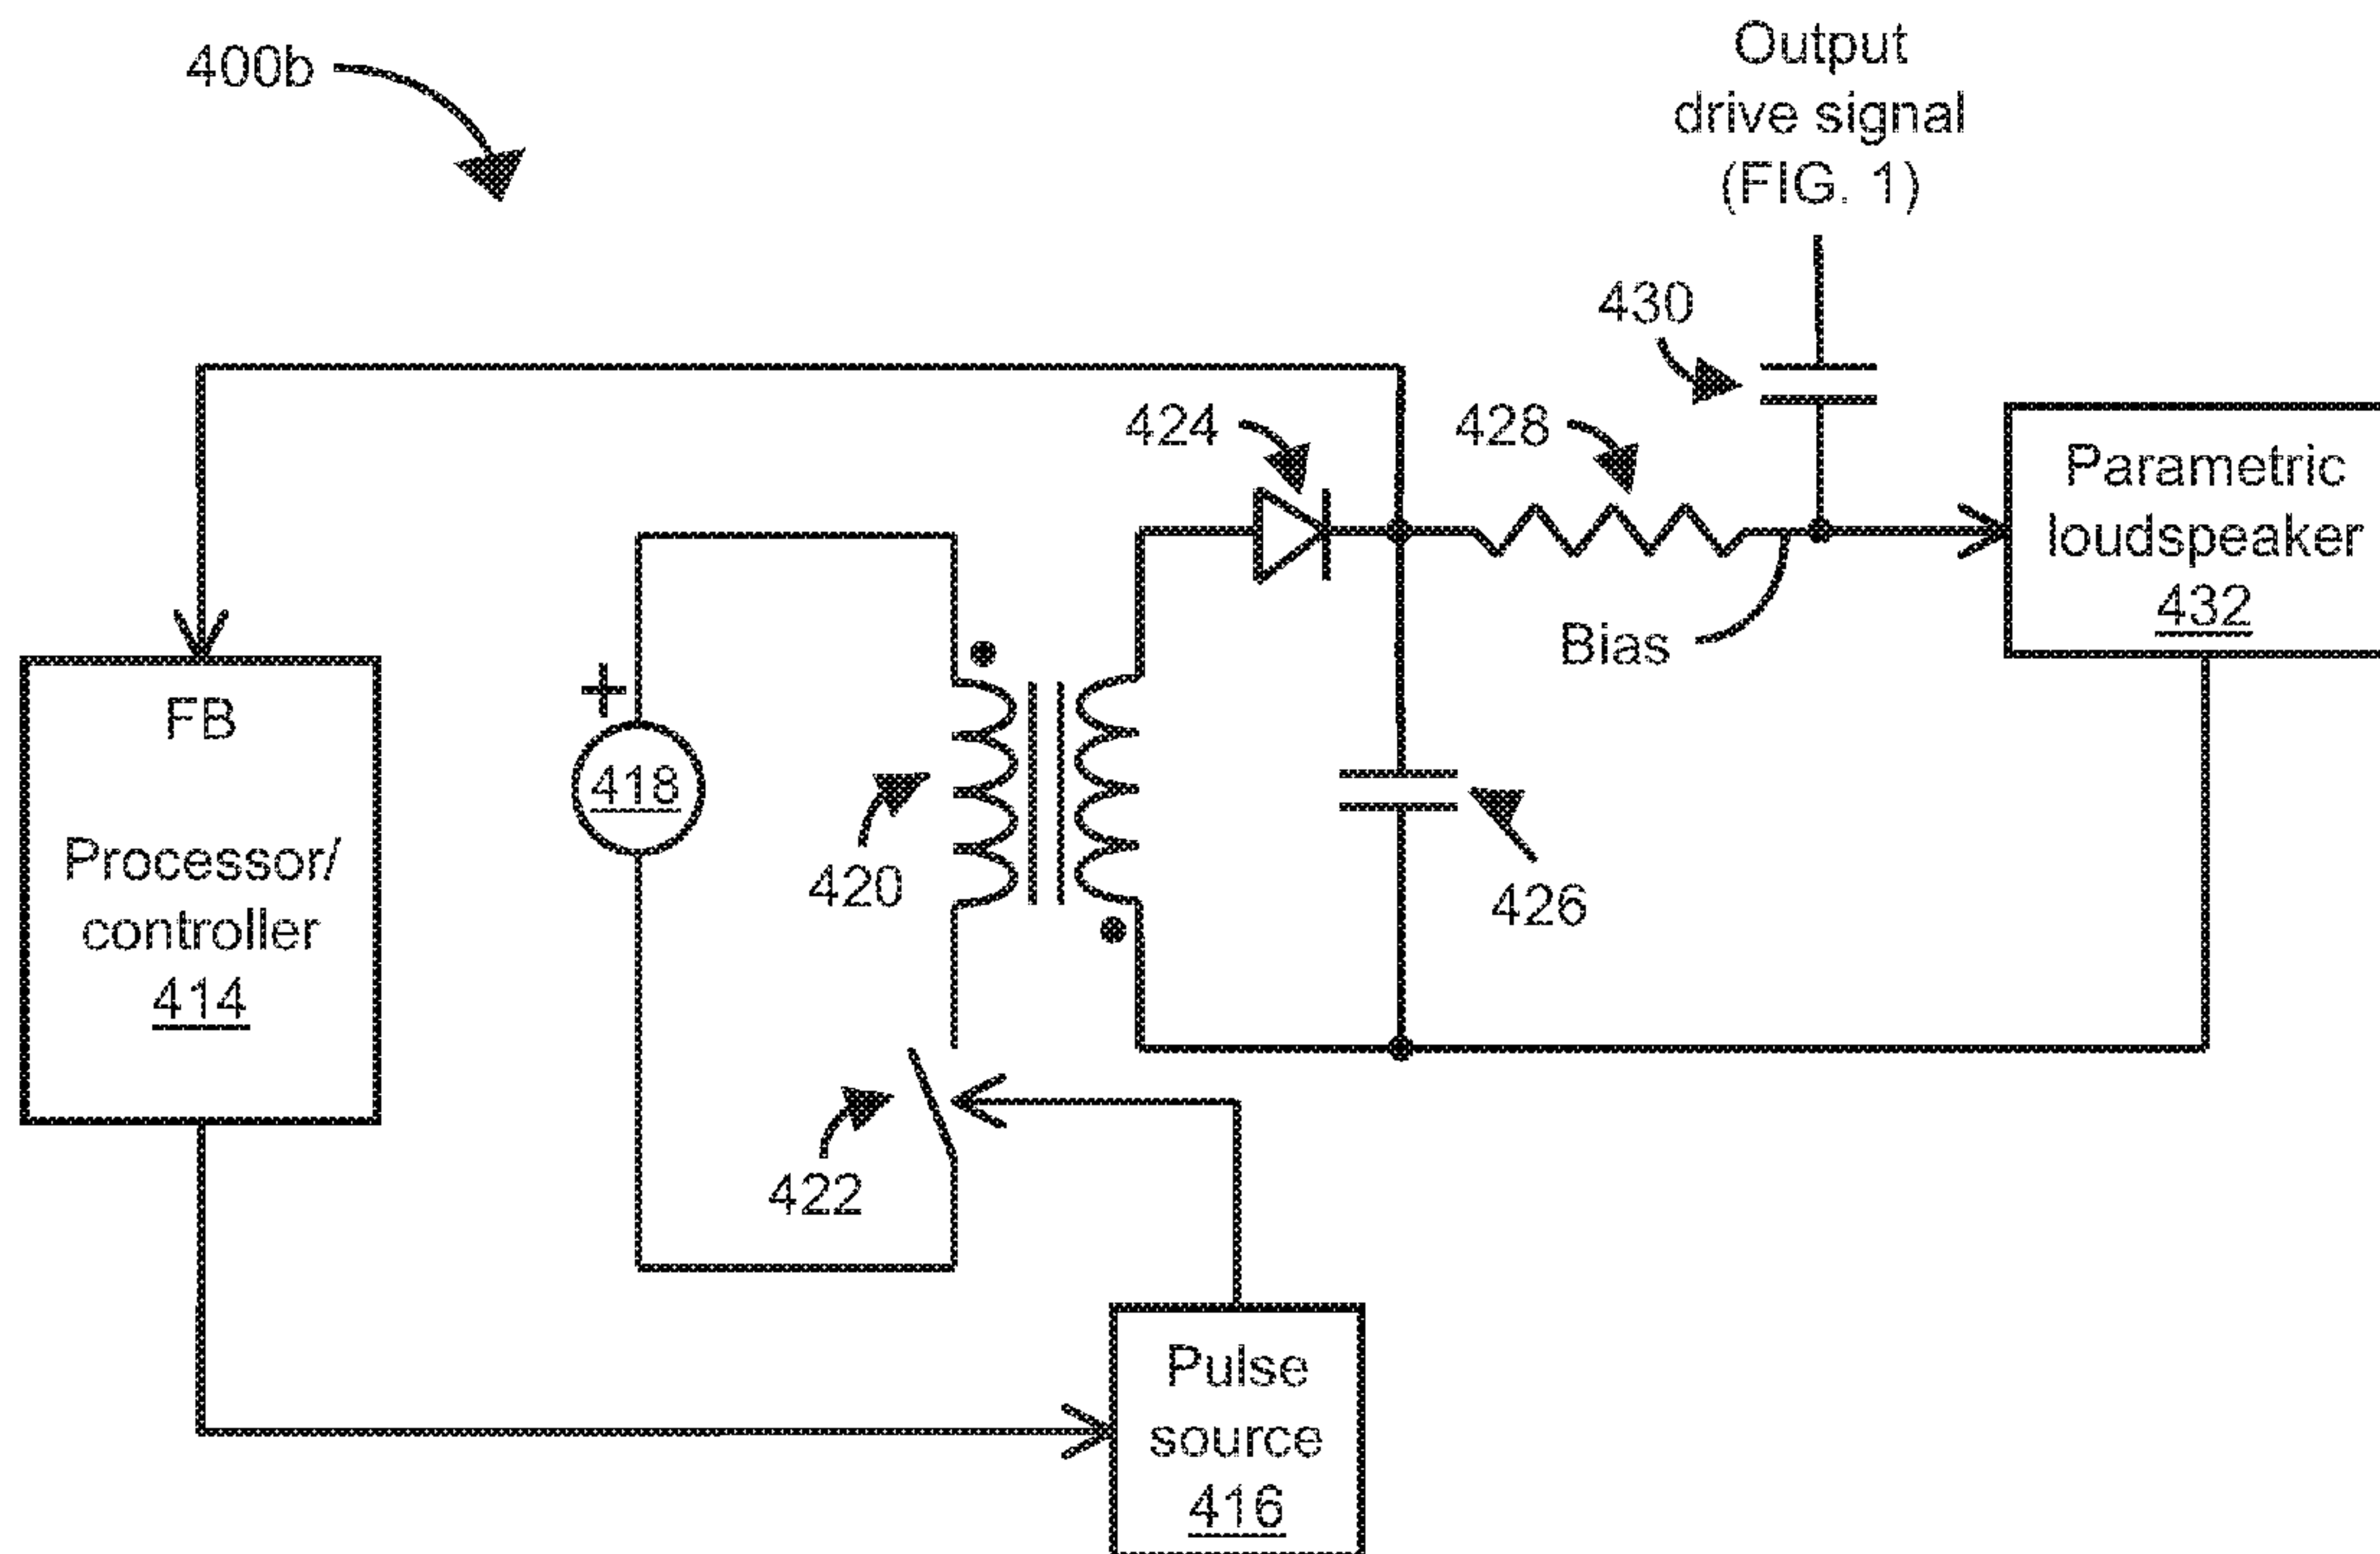 400b
Output
drive signal
(FIG. 1)
430
424
428
Parametric
loudspeaker
432
Bias
FB
Processor/
controller
414
+
418
420
426
422
Pulse
source
416